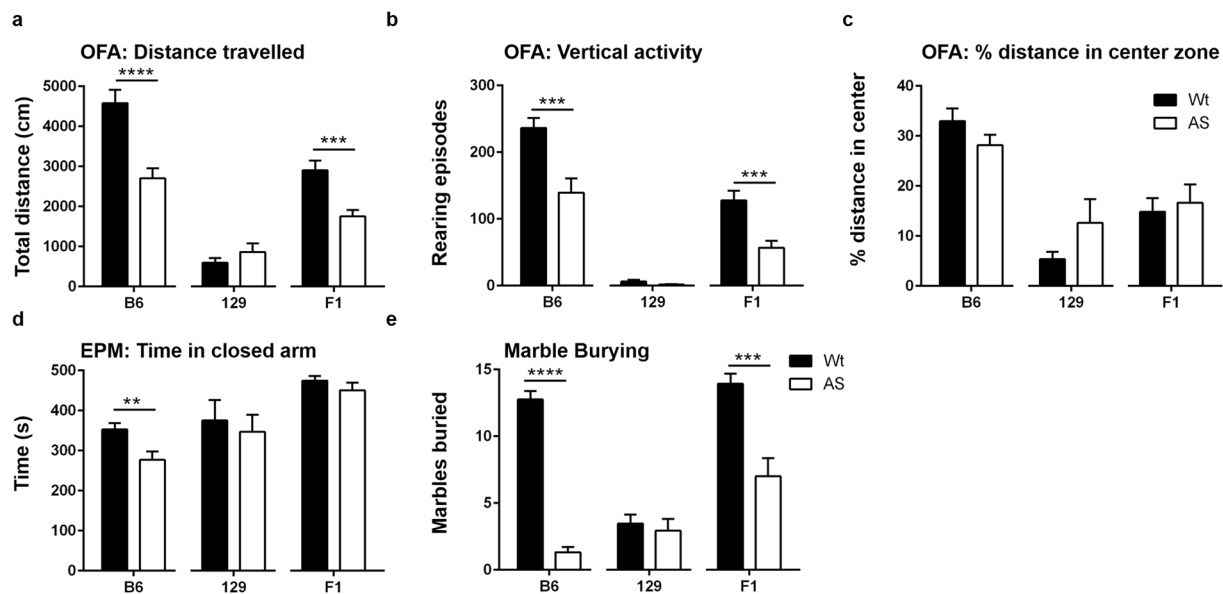 a
OFA: Distance travelled
Total distance (cm)
5000
4000
3000
2000
1000
0
****
***
B6
129
F1
b
OFA: Vertical activity
Rearing episodes
300
200
100
0
***
***
B6
129
F1
c
OFA: % distance in center zone
% distance in center
40
30
20
10
0
Wt
AS
B6
129
F1
d
EPM: Time in closed arm
Time (s)
500
400
300
200
100
0
**
B6
129
F1
e
Marble Burying
Marbles buried
15
10
5
0
****
***
Wt
AS
B6
129
F1